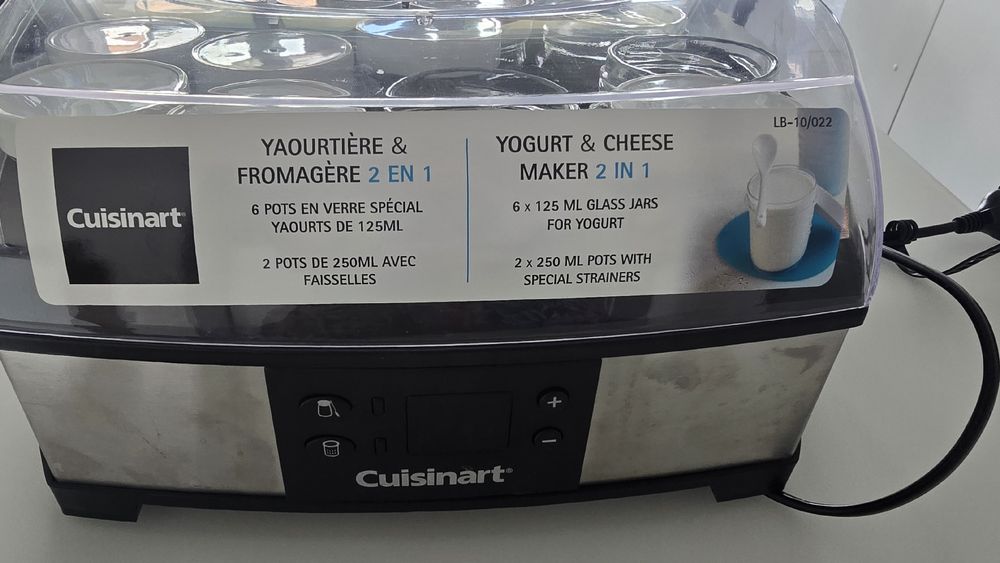 LB-10/022
Cuisinart®
YAOURTIÈRE &
FROMAGÈRE 2 EN 1
6 POTS EN VERRE SPÉCIAL
YAOURTS DE 125ML
2 POTS DE 250ML AVEC
FAISSELLES
YOGURT & CHEESE
MAKER 2 IN 1
6 x 125 ML GLASS JARS
FOR YOGURT
2 x 250 ML POTS WITH
SPECIAL STRAINERS
+
−
Cuisinart®